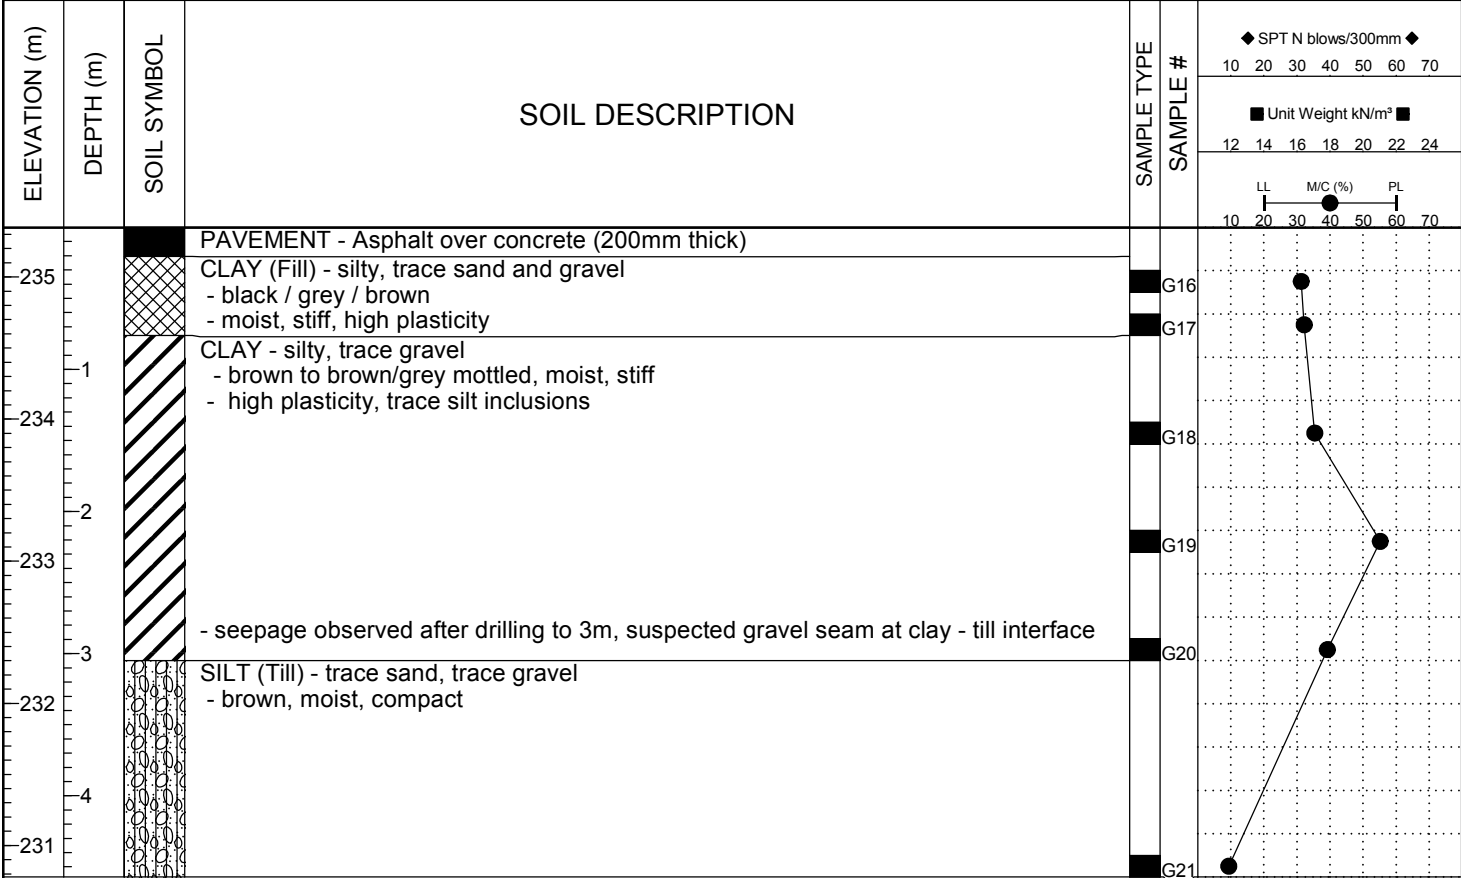 ELEVATION (m)
DEPTH (m)
SOIL SYMBOL
SOIL DESCRIPTION
SAMPLE TYPE
SAMPLE #
◆ SPT N blows/300mm ◆
10 20 30 40 50 60 70
■ Unit Weight kN/m³ ■
12 14 16 18 20 22 24
LL M/C (%) PL
10 20 30 40 50 60 70
PAVEMENT - Asphalt over concrete (200mm thick)
235
CLAY (Fill) - silty, trace sand and gravel
G16
- black / grey / brown
- moist, stiff, high plasticity
G17
CLAY - silty, trace gravel
1
- brown to brown/grey mottled, moist, stiff
- high plasticity, trace silt inclusions
234
G18
2
G19
233
- seepage observed after drilling to 3m, suspected gravel seam at clay - till interface
3
G20
SILT (Till) - trace sand, trace gravel
- brown, moist, compact
232
4
231
G21